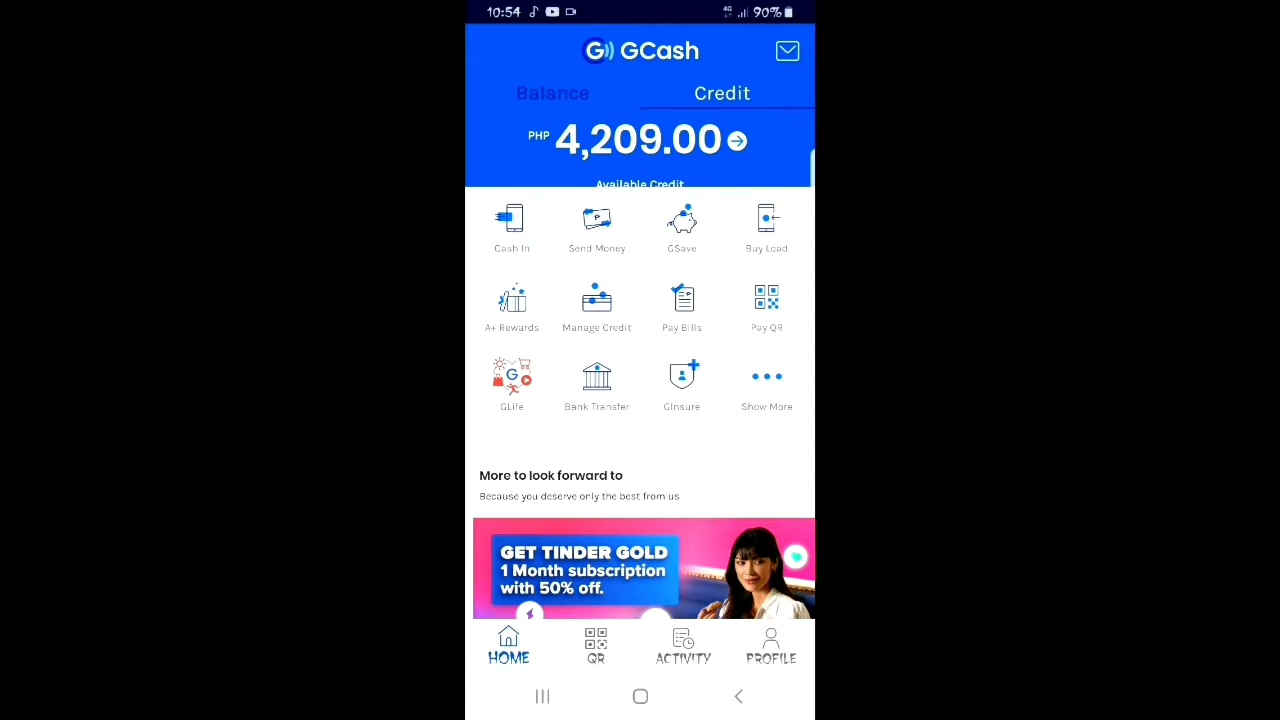 10:54 4G 90%
G GCash
Balance Credit
PHP 4,209.00
Available Credit
Cash In Send Money GSave Buy Load
A+ Rewards Manage Credit Pay Bills Pay QR
GLife Bank Transfer GInsure Show More
More to look forward to
Because you deserve only the best from us
GET TINDER GOLD
1 Month subscription
with 50% off.
HOME QR ACTIVITY PROFILE